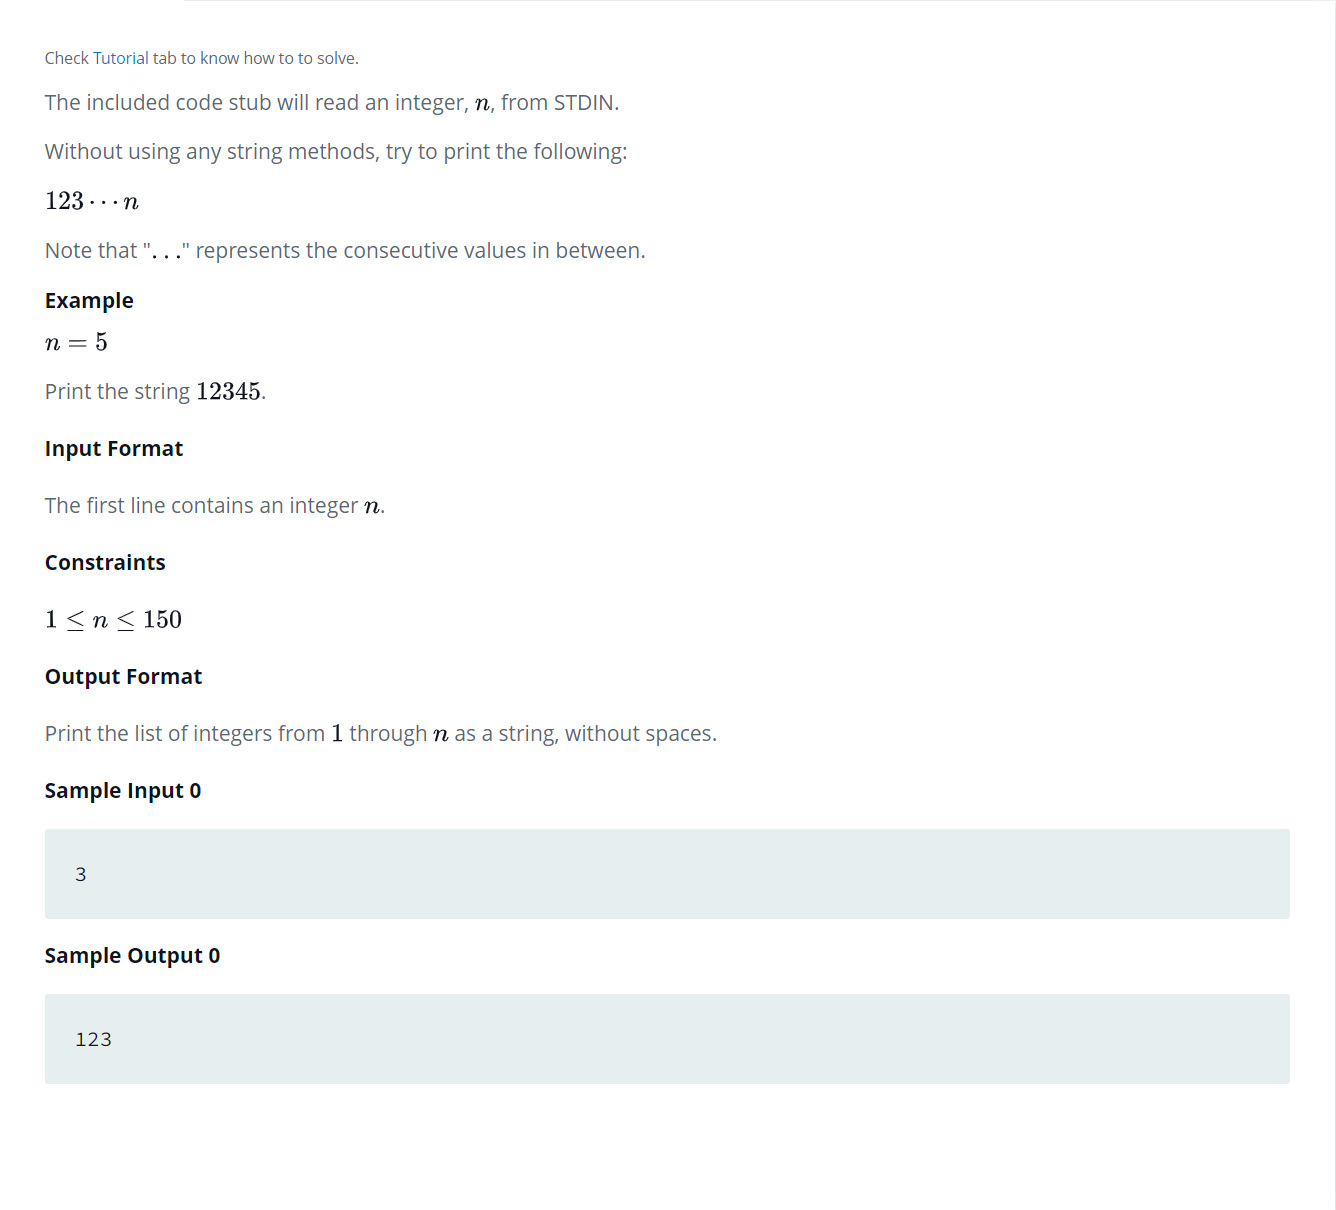 Check Tutorial tab to know how to to solve.
The included code stub will read an integer, n, from STDIN.
Without using any string methods, try to print the following:
123 ⋯ n
Note that "..." represents the consecutive values in between.
Example
n = 5
Print the string 12345.
Input Format
The first line contains an integer n.
Constraints
1 ≤ n ≤ 150
Output Format
Print the list of integers from 1 through n as a string, without spaces.
Sample Input 0
3
Sample Output 0
123